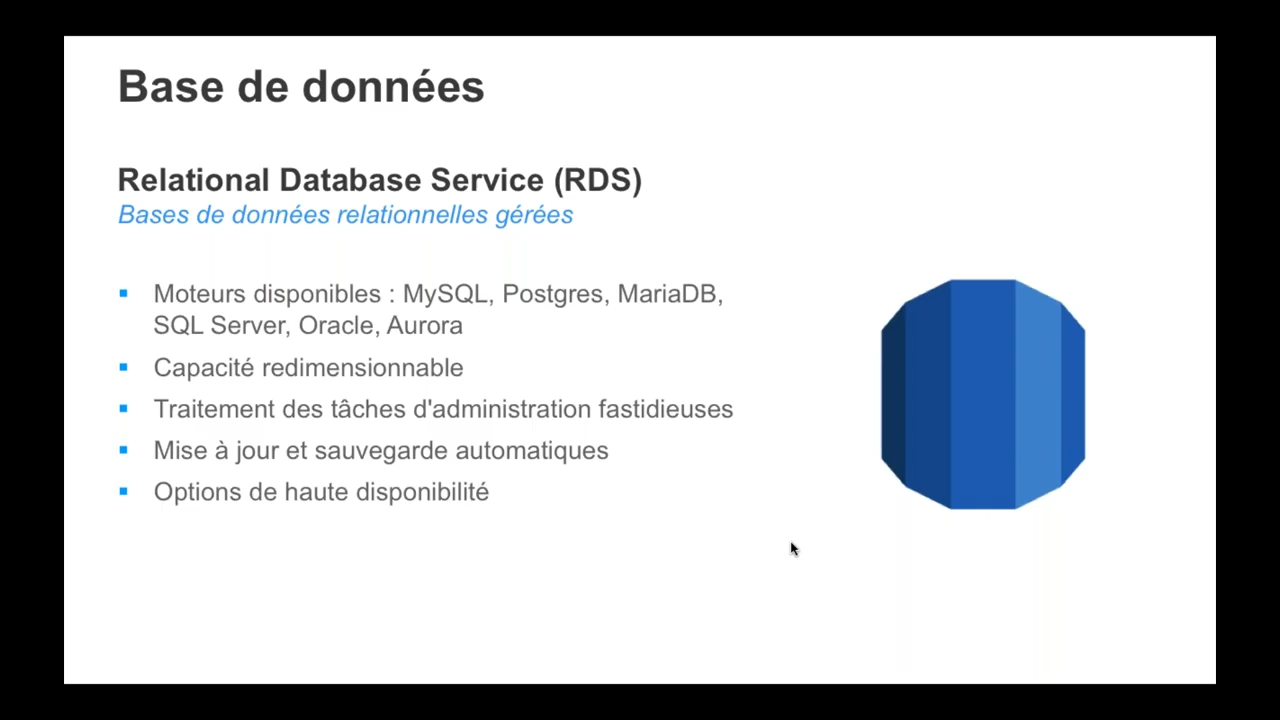 Base de données
Relational Database Service (RDS)
Bases de données relationnelles gérées
Moteurs disponibles : MySQL, Postgres, MariaDB,
SQL Server, Oracle, Aurora
Capacité redimensionnable
Traitement des tâches d'administration fastidieuses
Mise à jour et sauvegarde automatiques
Options de haute disponibilité